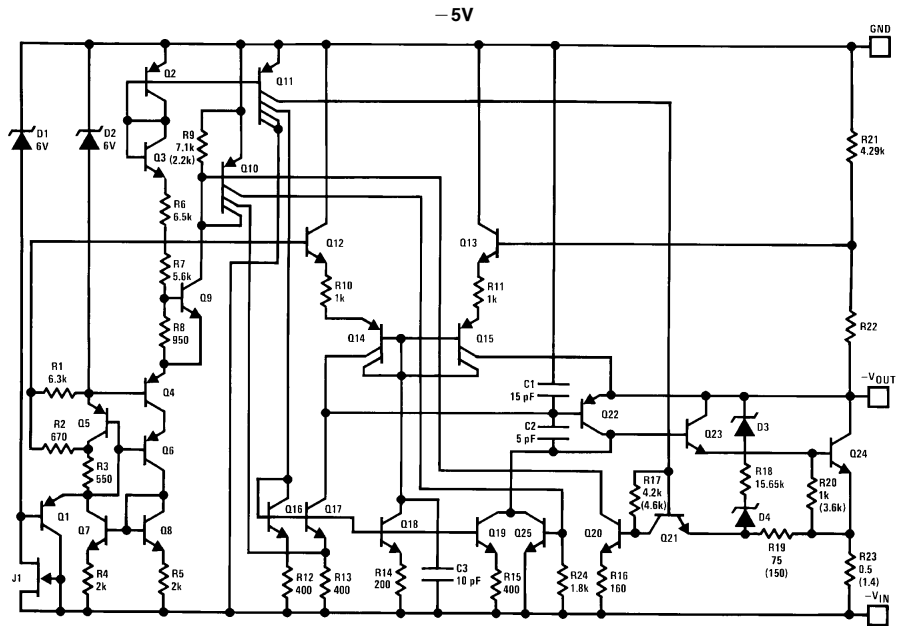 −5V
GND
Q2
Q11
D1
6V
D2
6V
Q3
R9
7.1k
(2.2k)
Q10
R21
4.29k
R6
6.5k
Q12
Q13
R7
5.6k
Q9
R10
1k
R11
1k
R8
950
Q14
Q15
R22
R1
6.3k
Q4
C1
15 pF
−VOUT
Q5
Q22
R2
670
Q6
C2
5 pF
Q23
D3
Q24
R3
550
R17
4.2k
(4.6k)
R18
15.65k
R20
1k
(3.6k)
Q1
Q7
Q8
Q16
Q17
Q18
Q19
Q25
Q20
Q21
D4
R19
75
(150)
J1
R4
2k
R5
2k
R12
400
R13
400
R14
200
C3
10 pF
R15
400
R24
1.8k
R16
160
R23
0.5
(1.4)
−VIN